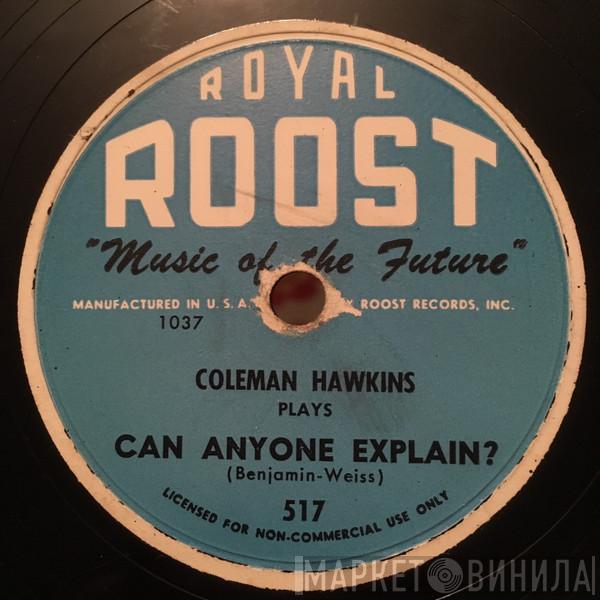 ROYAL
ROOST
"Music of the Future"
MANUFACTURED IN U.S.A. ROOST RECORDS, INC.
1037
COLEMAN HAWKINS
PLAYS
CAN ANYONE EXPLAIN?
(Benjamin-Weiss)
517
LICENSED FOR NON-COMMERCIAL USE ONLY
МАРКЕТ ВИНИЛА